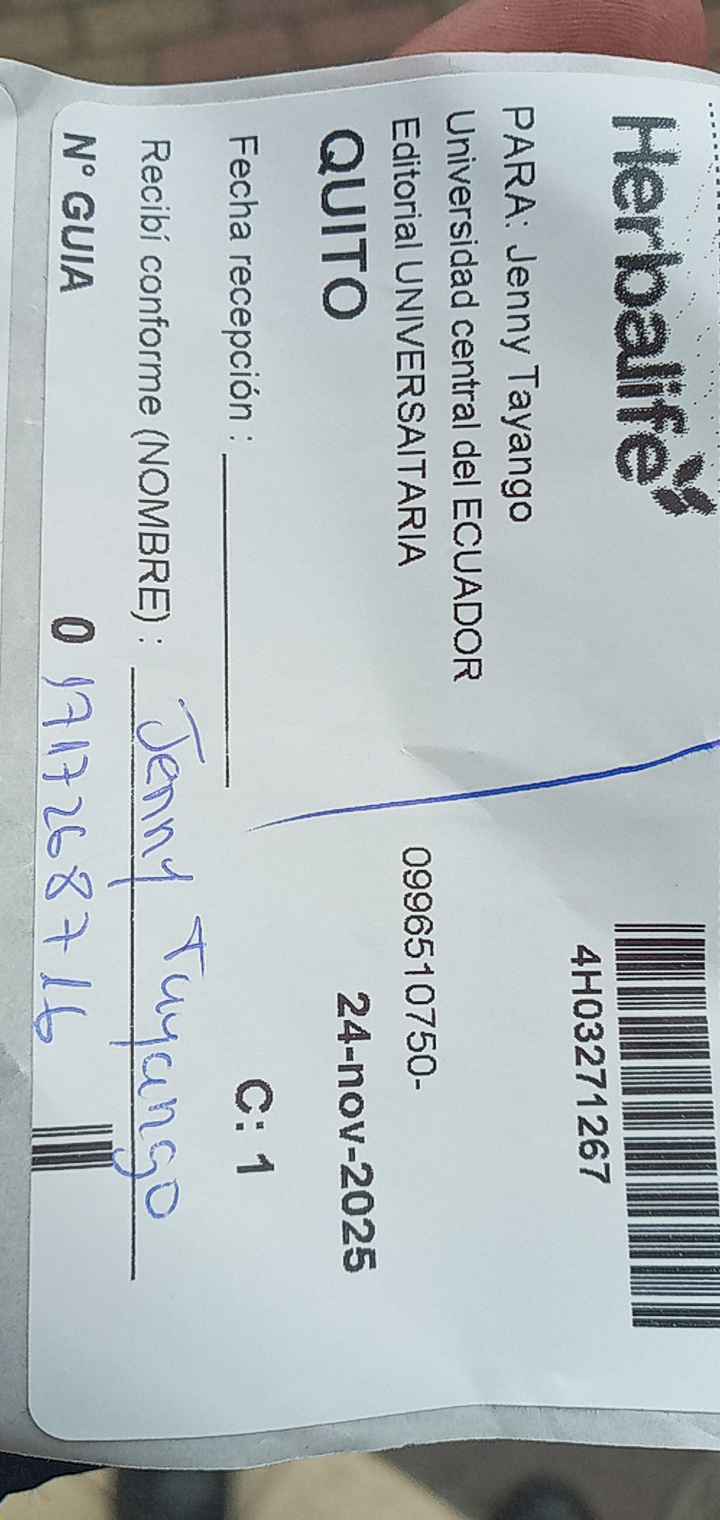 Herbalife
4H03271267
PARA: Jenny Tayango
Universidad central del ECUADOR
Editorial UNIVERSAITARIA 0996510750-
QUITO 24-nov-2025
Fecha recepción : C: 1
Recibí conforme (NOMBRE) : Jenny Tayango
N° GUIA 0 1717268716